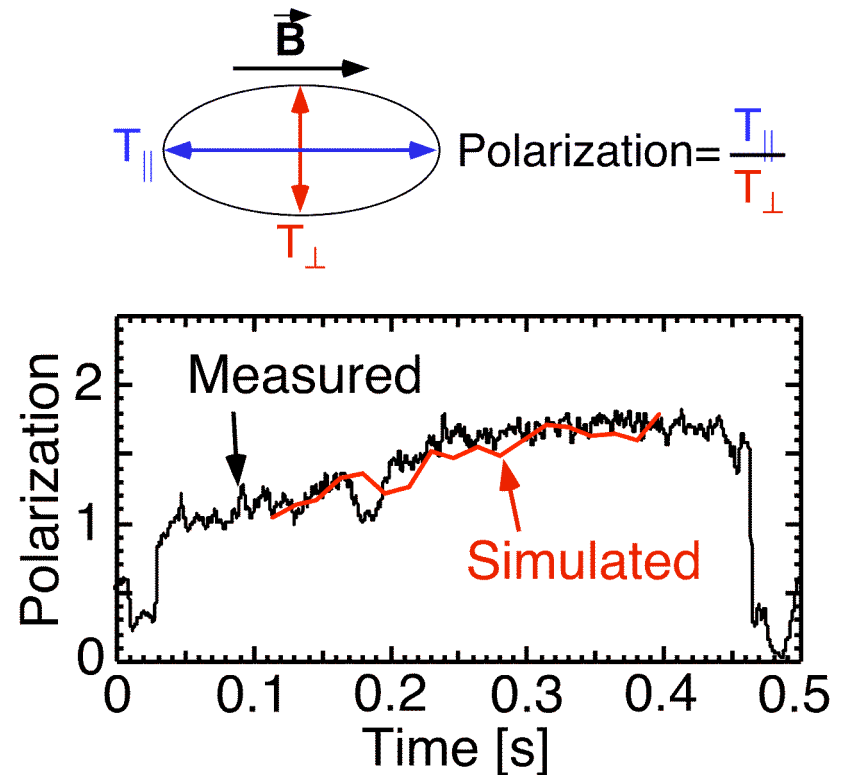 B
T||
Polarization= T|| / T⊥
T⊥
Polarization
2
1
0
Measured
Simulated
0 0.1 0.2 0.3 0.4 0.5
Time [s]